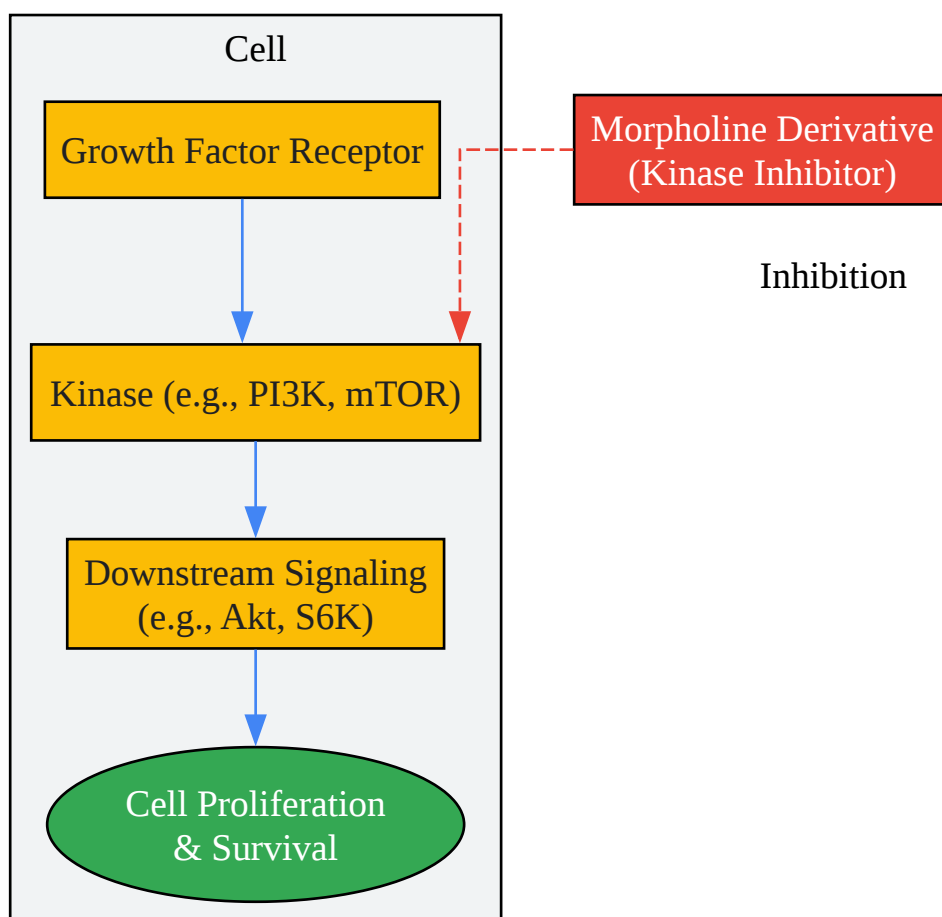 Cell
Growth Factor Receptor
Morpholine Derivative
(Kinase Inhibitor)
Inhibition
Kinase (e.g., PI3K, mTOR)
Downstream Signaling
(e.g., Akt, S6K)
Cell Proliferation
& Survival